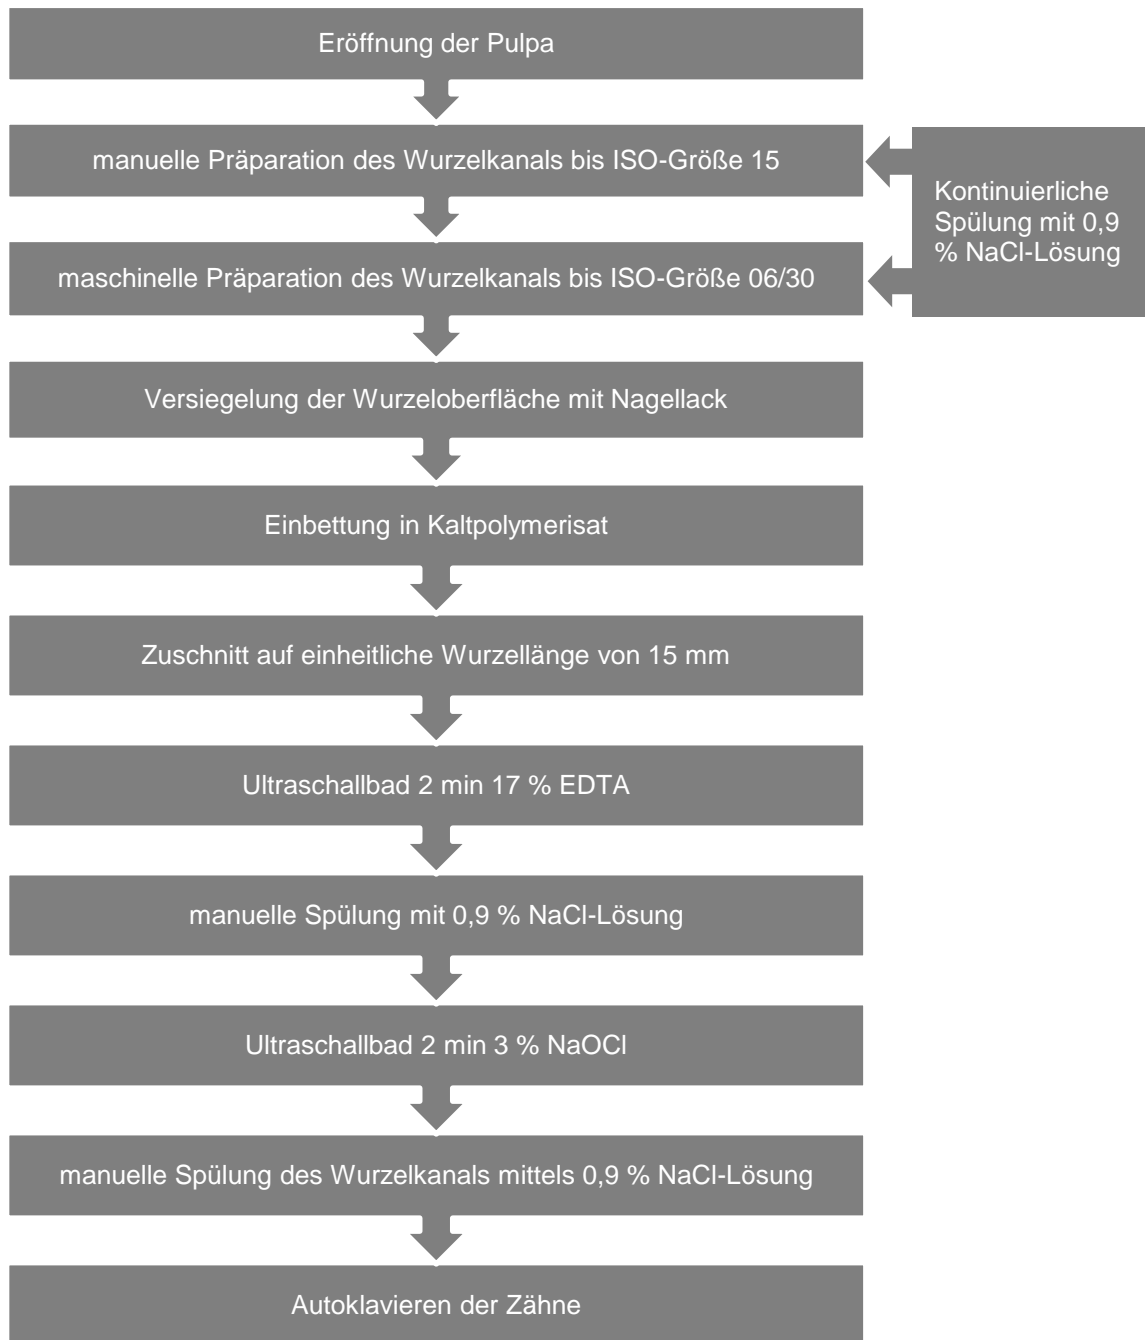 Eröffnung der Pulpa
manuelle Präparation des Wurzelkanals bis ISO-Größe 15
Kontinuierliche
Spülung mit 0,9
% NaCl-Lösung
maschinelle Präparation des Wurzelkanals bis ISO-Größe 06/30
Versiegelung der Wurzeloberfläche mit Nagellack
Einbettung in Kaltpolymerisat
Zuschnitt auf einheitliche Wurzellänge von 15 mm
Ultraschallbad 2 min 17 % EDTA
manuelle Spülung mit 0,9 % NaCl-Lösung
Ultraschallbad 2 min 3 % NaOCl
manuelle Spülung des Wurzelkanals mittels 0,9 % NaCl-Lösung
Autoklavieren der Zähne